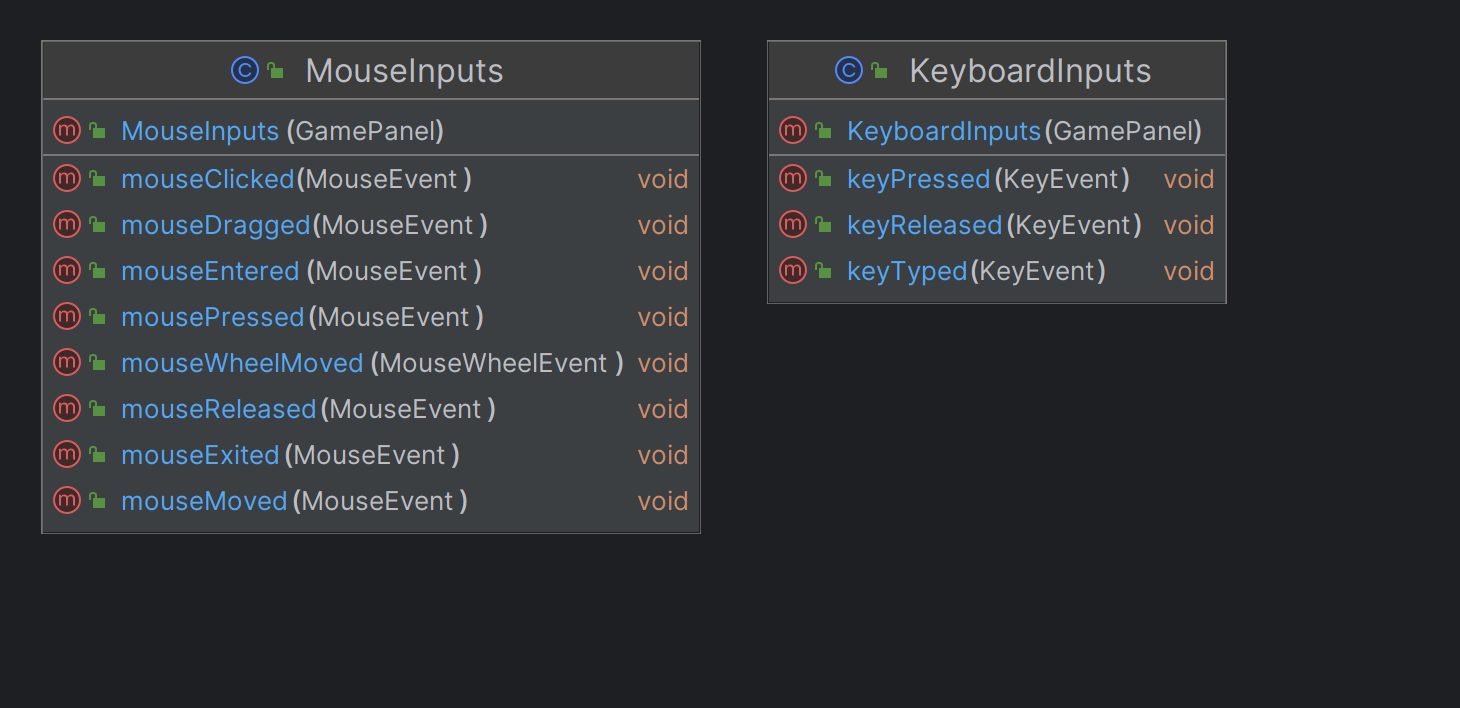 MouseInputs
MouseInputs(GamePanel)
mouseClicked(MouseEvent) void
mouseDragged(MouseEvent) void
mouseEntered(MouseEvent) void
mousePressed(MouseEvent) void
mouseWheelMoved(MouseWheelEvent) void
mouseReleased(MouseEvent) void
mouseExited(MouseEvent) void
mouseMoved(MouseEvent) void
KeyboardInputs
KeyboardInputs(GamePanel)
keyPressed(KeyEvent) void
keyReleased(KeyEvent) void
keyTyped(KeyEvent) void